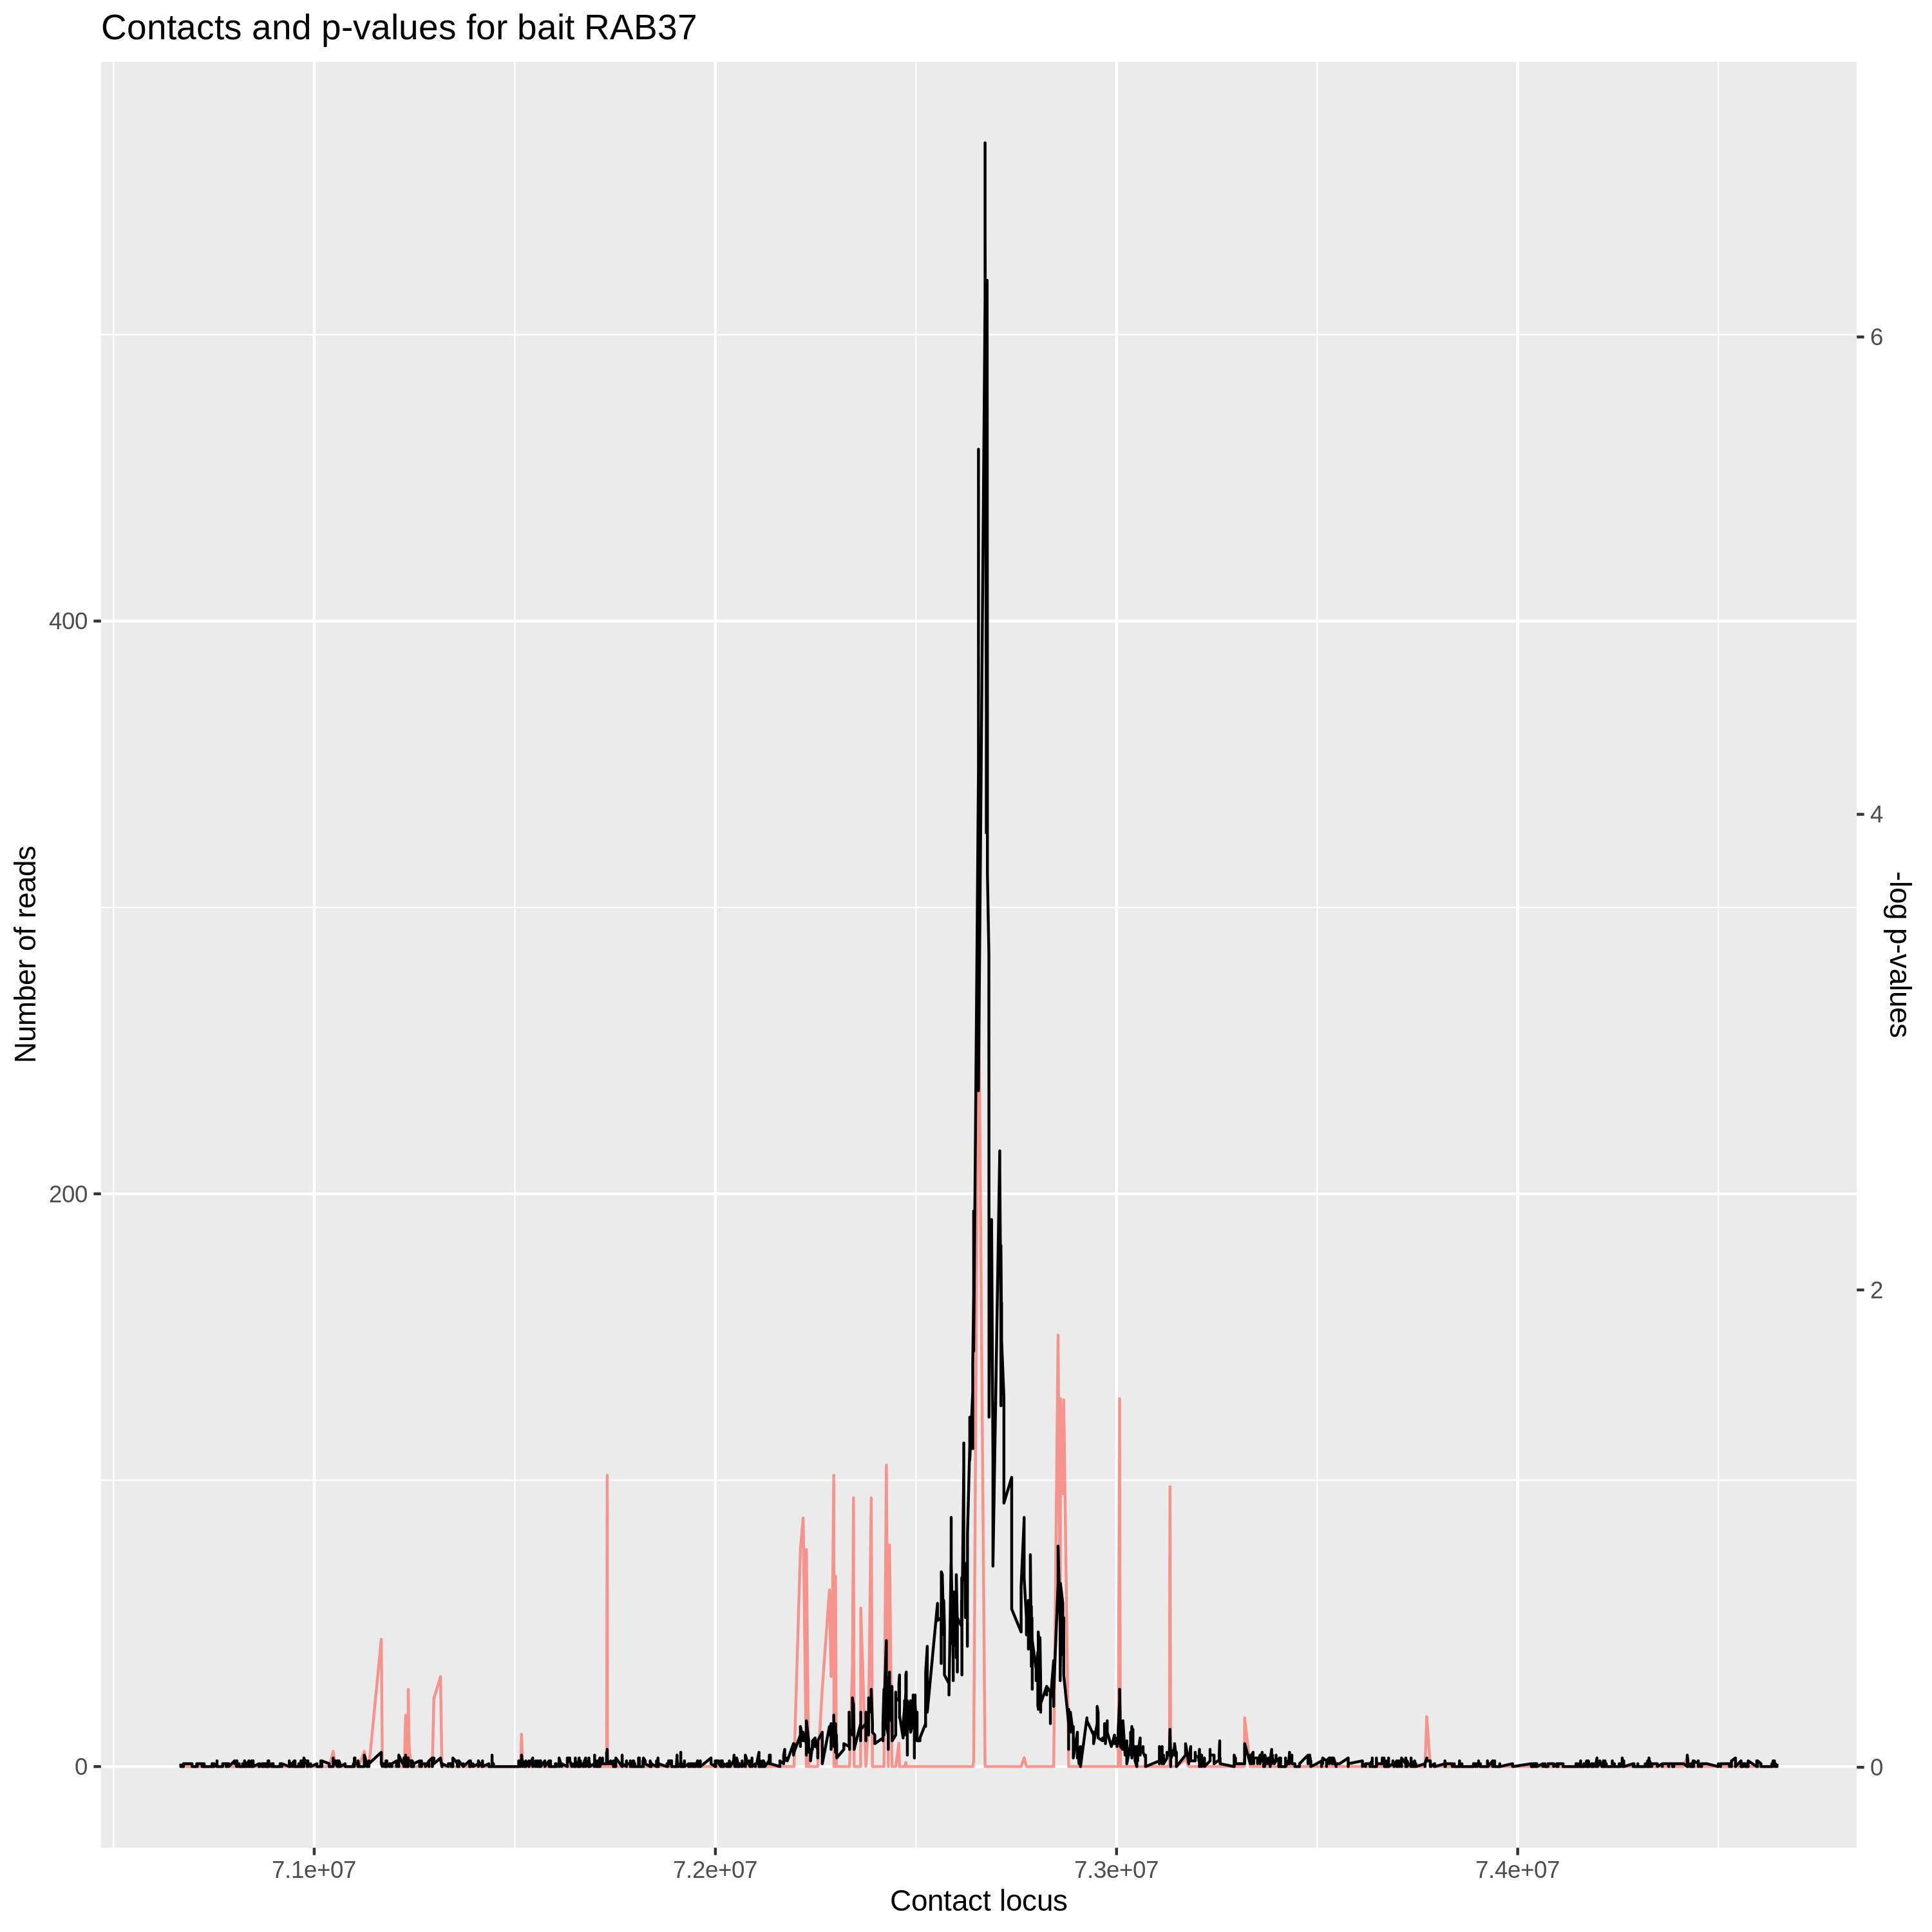 Contacts and p-values for bait RAB37
Number of reads
400
200
0
6
4
2
0
-log p-values
7.1e+07
7.2e+07
7.3e+07
7.4e+07
Contact locus